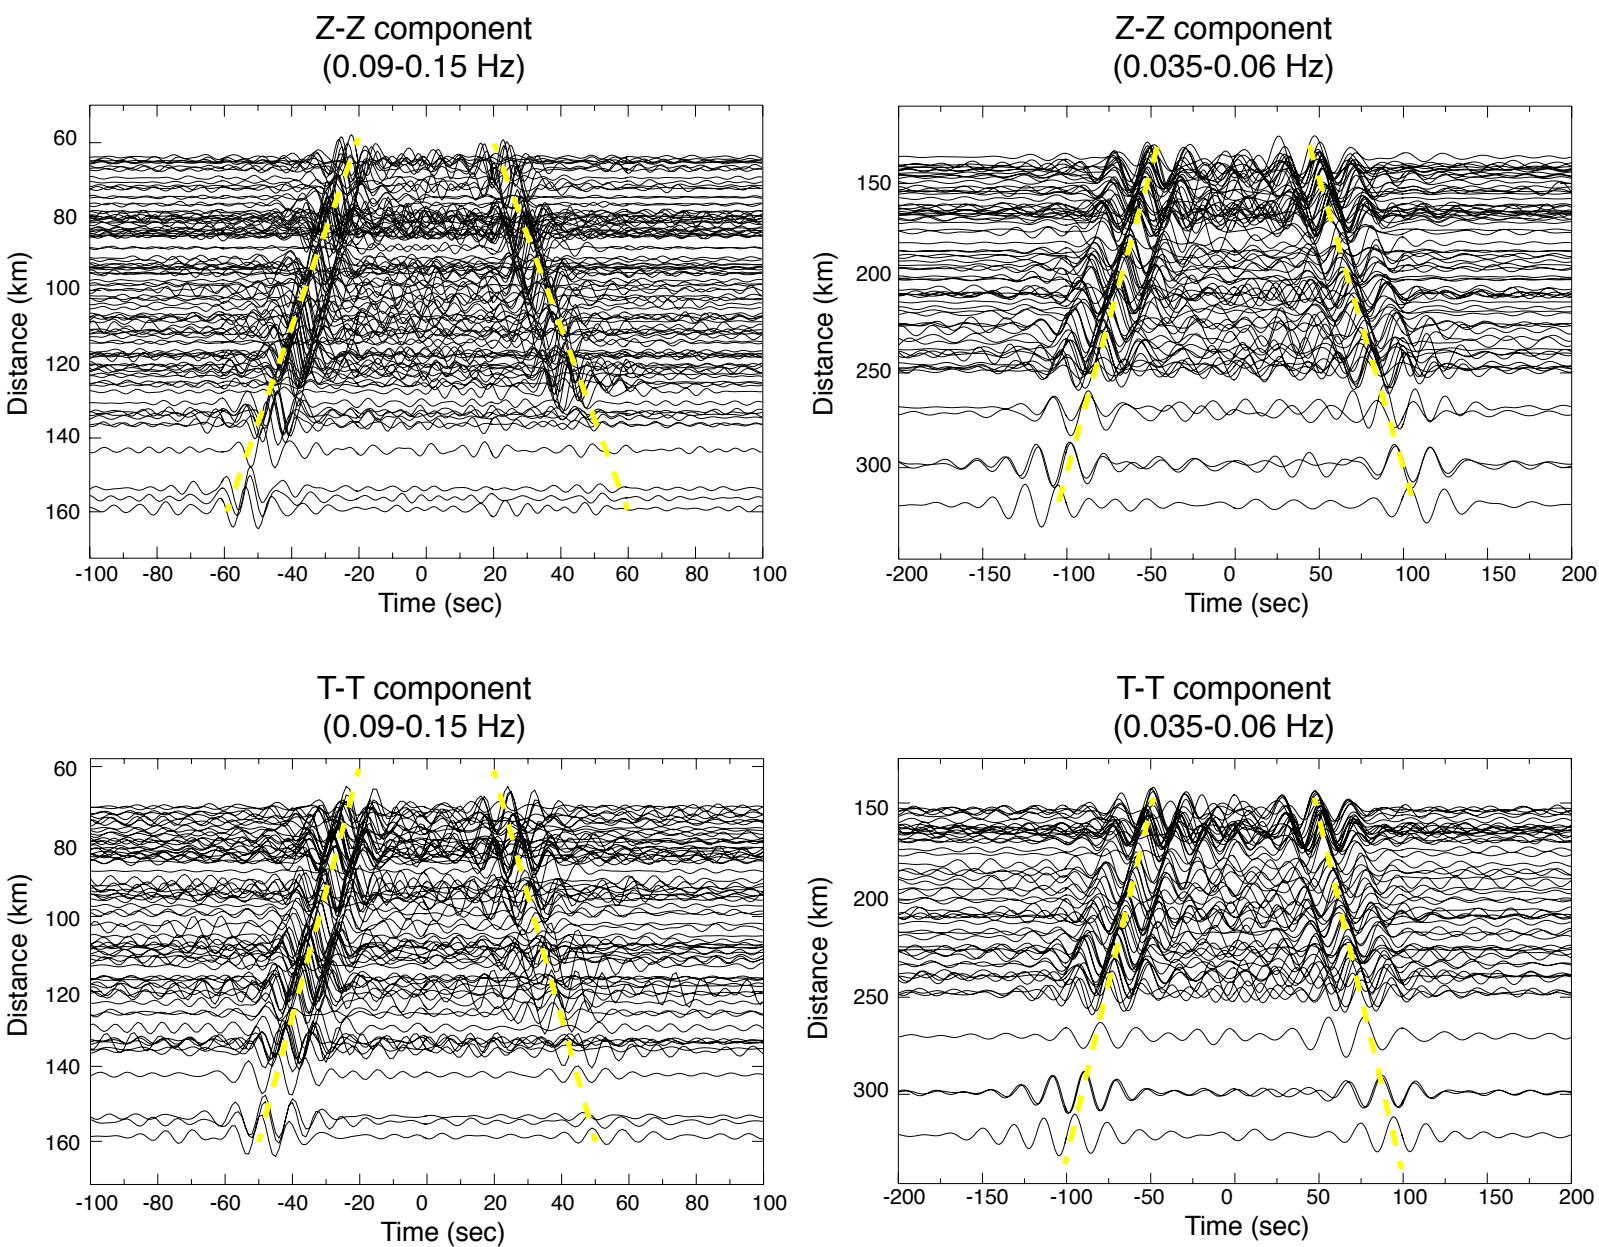 Z-Z component
(0.09-0.15 Hz)
Distance (km)
60
80
100
120
140
160
-100 -80 -60 -40 -20 0 20 40 60 80 100
Time (sec)
Z-Z component
(0.035-0.06 Hz)
Distance (km)
150
200
250
300
-200 -150 -100 -50 0 50 100 150 200
Time (sec)
T-T component
(0.09-0.15 Hz)
Distance (km)
60
80
100
120
140
160
-100 -80 -60 -40 -20 0 20 40 60 80 100
Time (sec)
T-T component
(0.035-0.06 Hz)
Distance (km)
150
200
250
300
-200 -150 -100 -50 0 50 100 150 200
Time (sec)